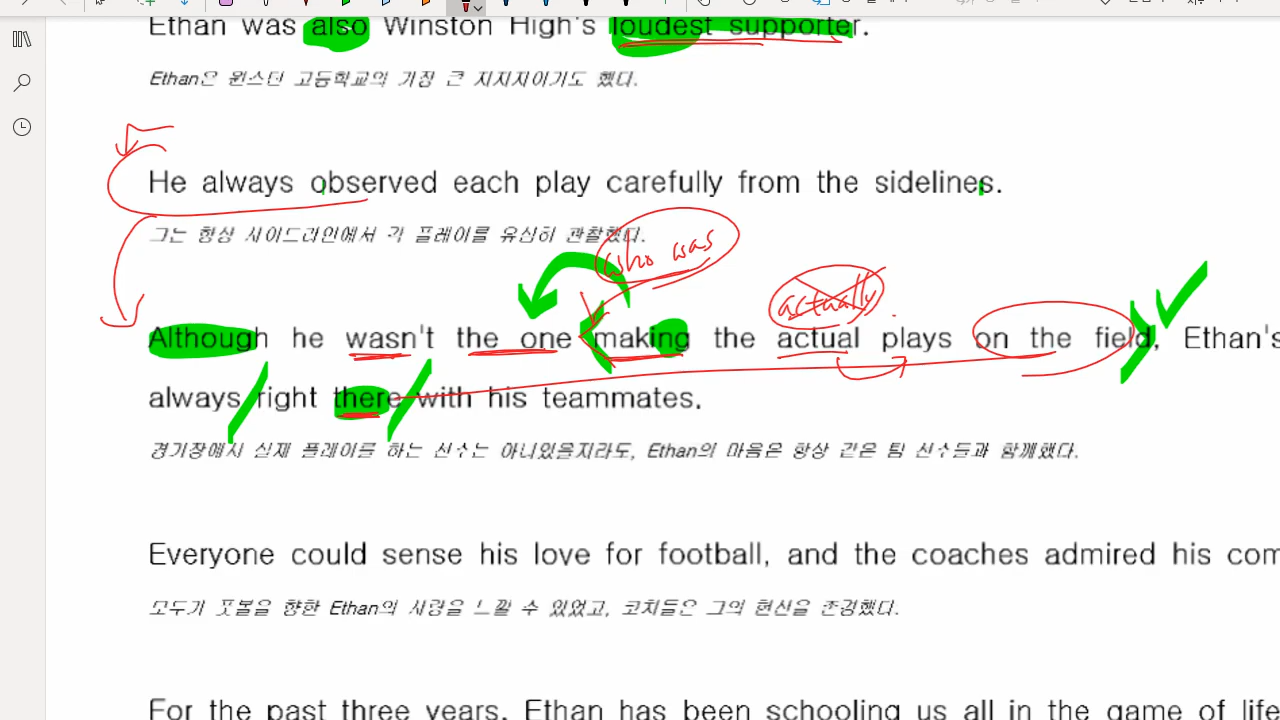 Ethan was also Winston High's loudest supporter.
Ethan은 윈스턴 고등학교의 가장 큰 지지자이기도 했다.
He always observed each play carefully from the sidelines.
그는 항상 사이드라인에서 각 플레이를 유심히 관찰했다.
who was
actually
Although he wasn't the one making the actual plays on the field, Ethan's
always right there with his teammates.
경기장에서 실제 플레이를 하는 선수는 아니었을지라도, Ethan의 마음은 항상 같은 팀 선수들과 함께했다.
Everyone could sense his love for football, and the coaches admired his com
모두가 풋볼을 향한 Ethan의 사랑을 느낄 수 있었고, 코치들은 그의 헌신을 존경했다.
For the past three years, Ethan has been schooling us all in the game of life